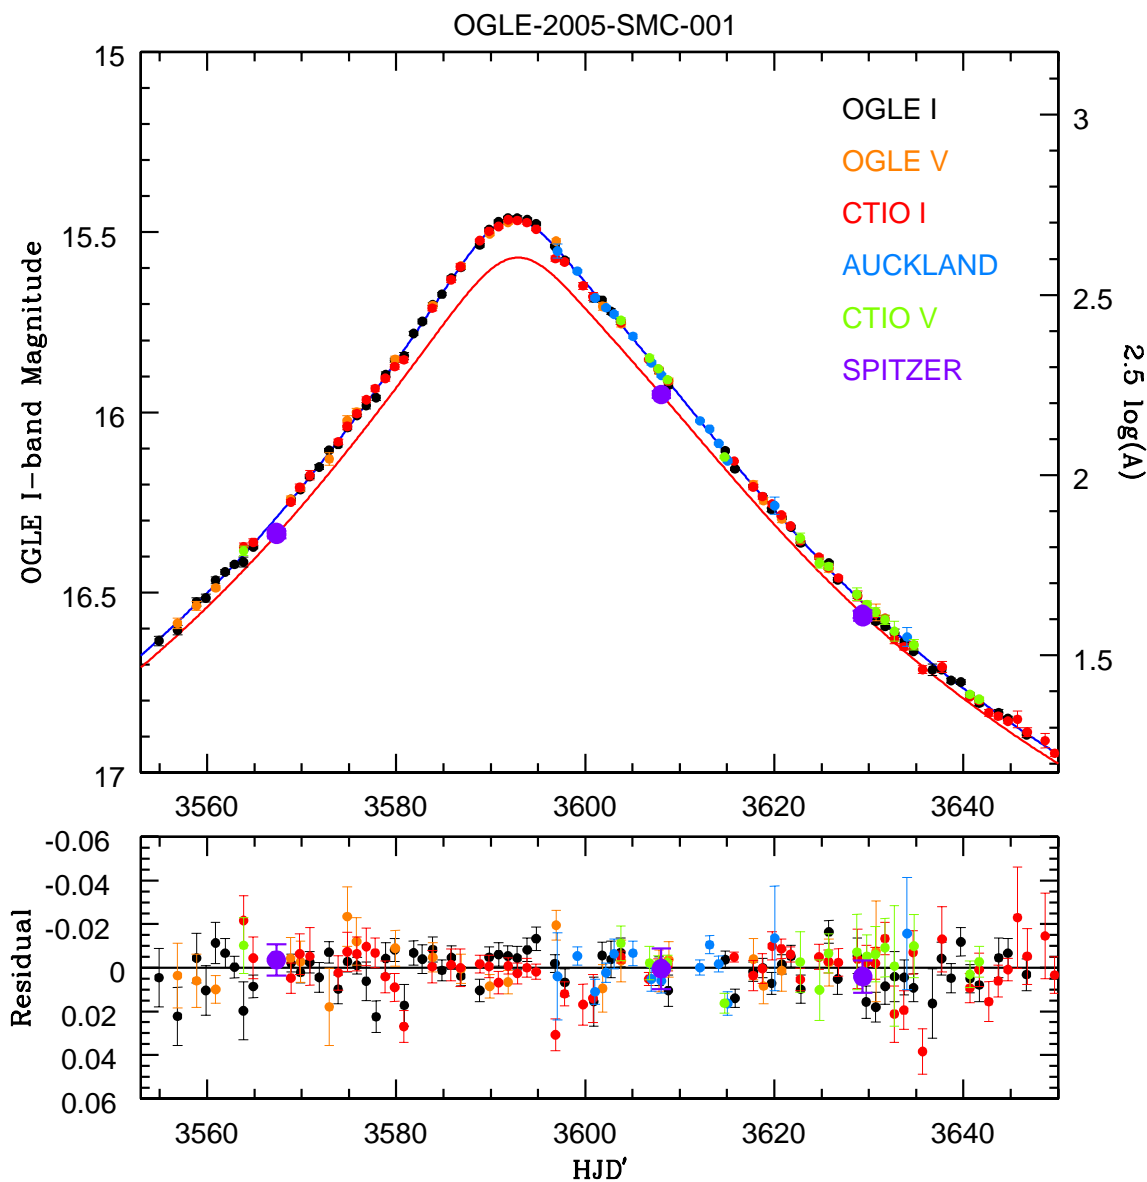 OGLE-2005-SMC-001
15
15.5
16
16.5
17
OGLE I-band Magnitude
OGLE I
OGLE V
CTIO I
AUCKLAND
CTIO V
SPITZER
3
2.5
2
1.5
2.5 log(A)
3560 3580 3600 3620 3640
-0.06
-0.04
-0.02
0
0.02
0.04
0.06
Residual
3560 3580 3600 3620 3640
HJD'